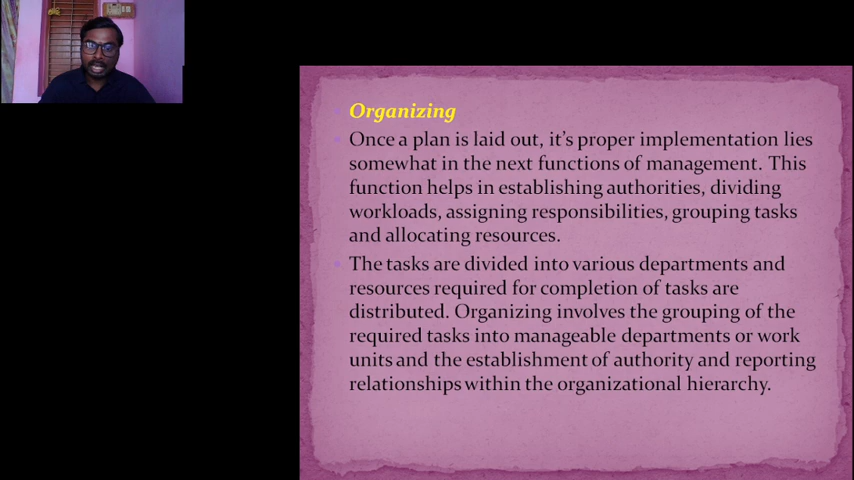 Organizing
Once a plan is laid out, it's proper implementation lies
somewhat in the next functions of management. This
function helps in establishing authorities, dividing
workloads, assigning responsibilities, grouping tasks
and allocating resources.
The tasks are divided into various departments and
resources required for completion of tasks are
distributed. Organizing involves the grouping of the
required tasks into manageable departments or work
units and the establishment of authority and reporting
relationships within the organizational hierarchy.